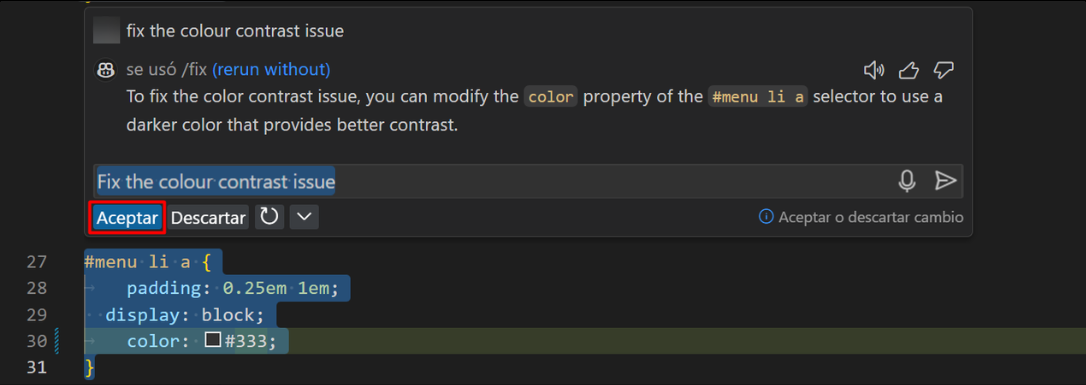 fix the colour contrast issue
se usó /fix (rerun without)
To fix the color contrast issue, you can modify the color property of the #menu li a selector to use a
darker color that provides better contrast.
Fix the colour contrast issue
Aceptar Descartar Aceptar o descartar cambio
27 #menu li a {
28 padding: 0.25em 1em;
29 display: block;
30 color: #333;
31 }